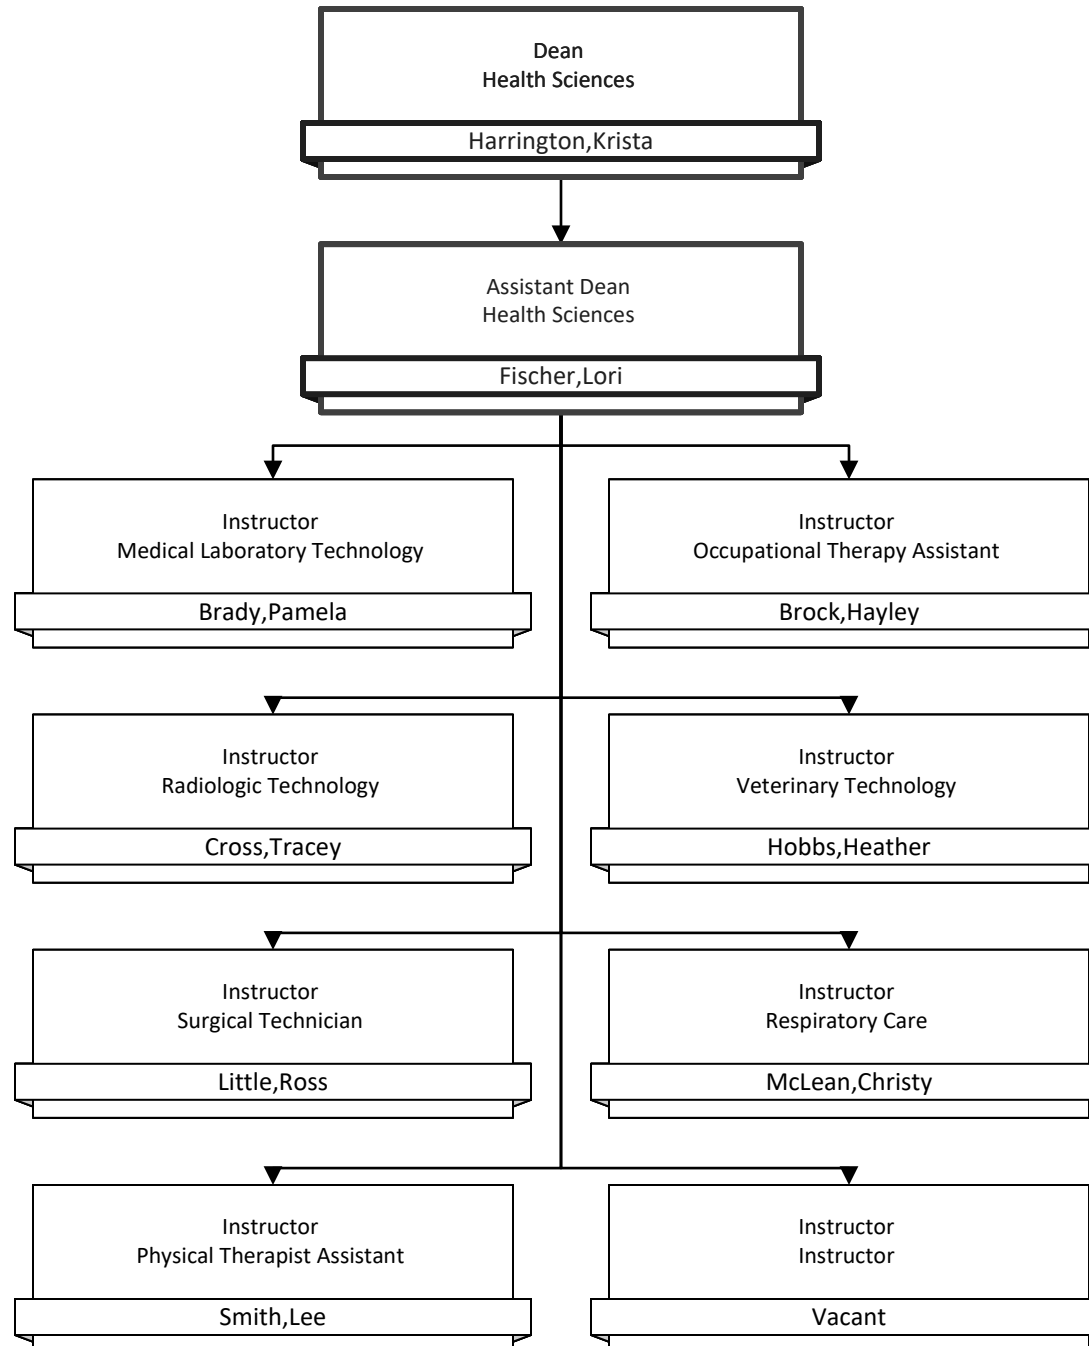 Dean
Health Sciences
Harrington,Krista
Assistant Dean
Health Sciences
Fischer,Lori
Instructor
Medical Laboratory Technology
Brady,Pamela
Instructor
Occupational Therapy Assistant
Brock,Hayley
Instructor
Radiologic Technology
Cross,Tracey
Instructor
Veterinary Technology
Hobbs,Heather
Instructor
Surgical Technician
Little,Ross
Instructor
Respiratory Care
McLean,Christy
Instructor
Physical Therapist Assistant
Smith,Lee
Instructor
Instructor
Vacant